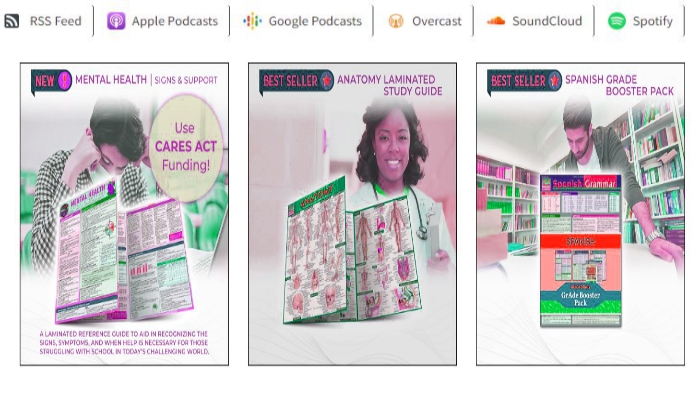 RSS Feed
Apple Podcasts
Google Podcasts
Overcast
SoundCloud
Spotify
NEW
MENTAL HEALTH | SIGNS & SUPPORT
Use
CARES ACT
Funding!
MENTAL HEALTH
A LAMINATED REFERENCE GUIDE TO AID IN RECOGNIZING THE
SIGNS, SYMPTOMS, AND WHEN HELP IS NECESSARY FOR THOSE
STRUGGLING WITH SCHOOL IN TODAY'S CHALLENGING WORLD.
BEST SELLER
ANATOMY LAMINATED
STUDY GUIDE
BEST SELLER
SPANISH GRADE
BOOSTER PACK
Spanish Grammar
SPANISH
Grade Booster
Pack